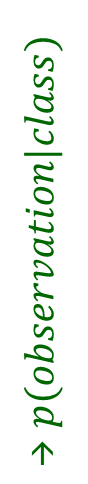 → p(observation|class)